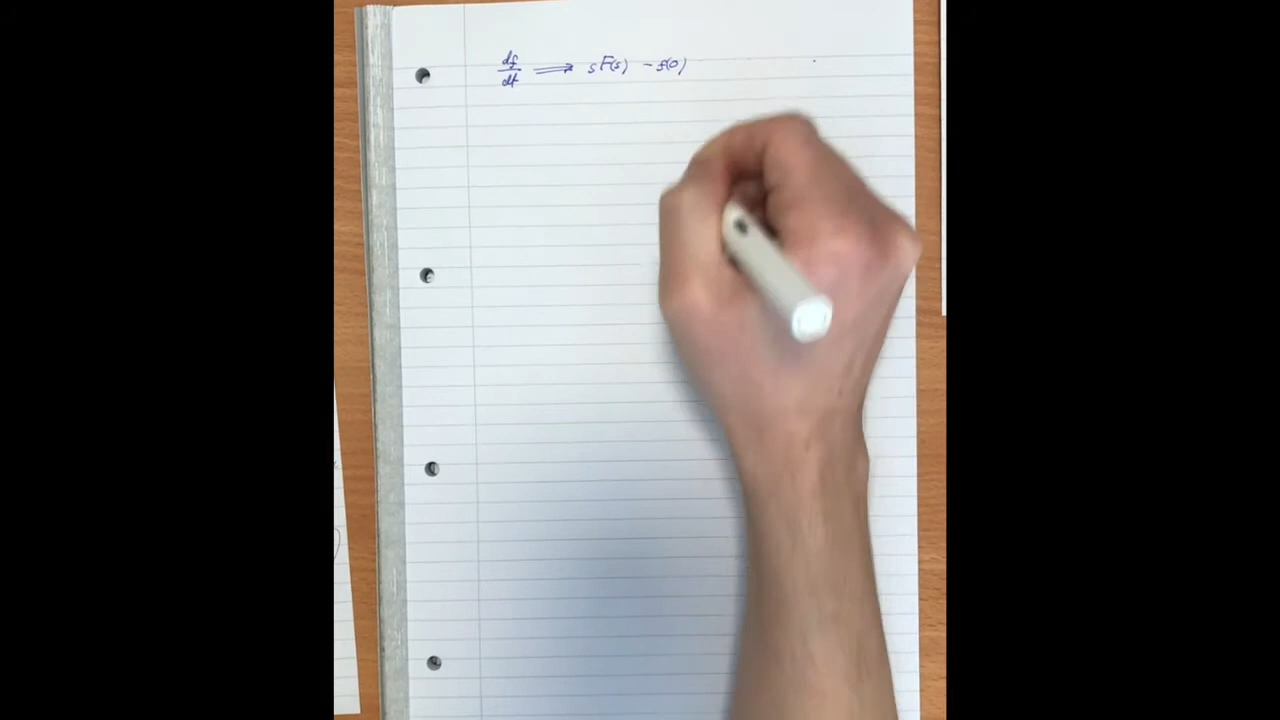 df/dt ⟹ sF(s) - f(0)